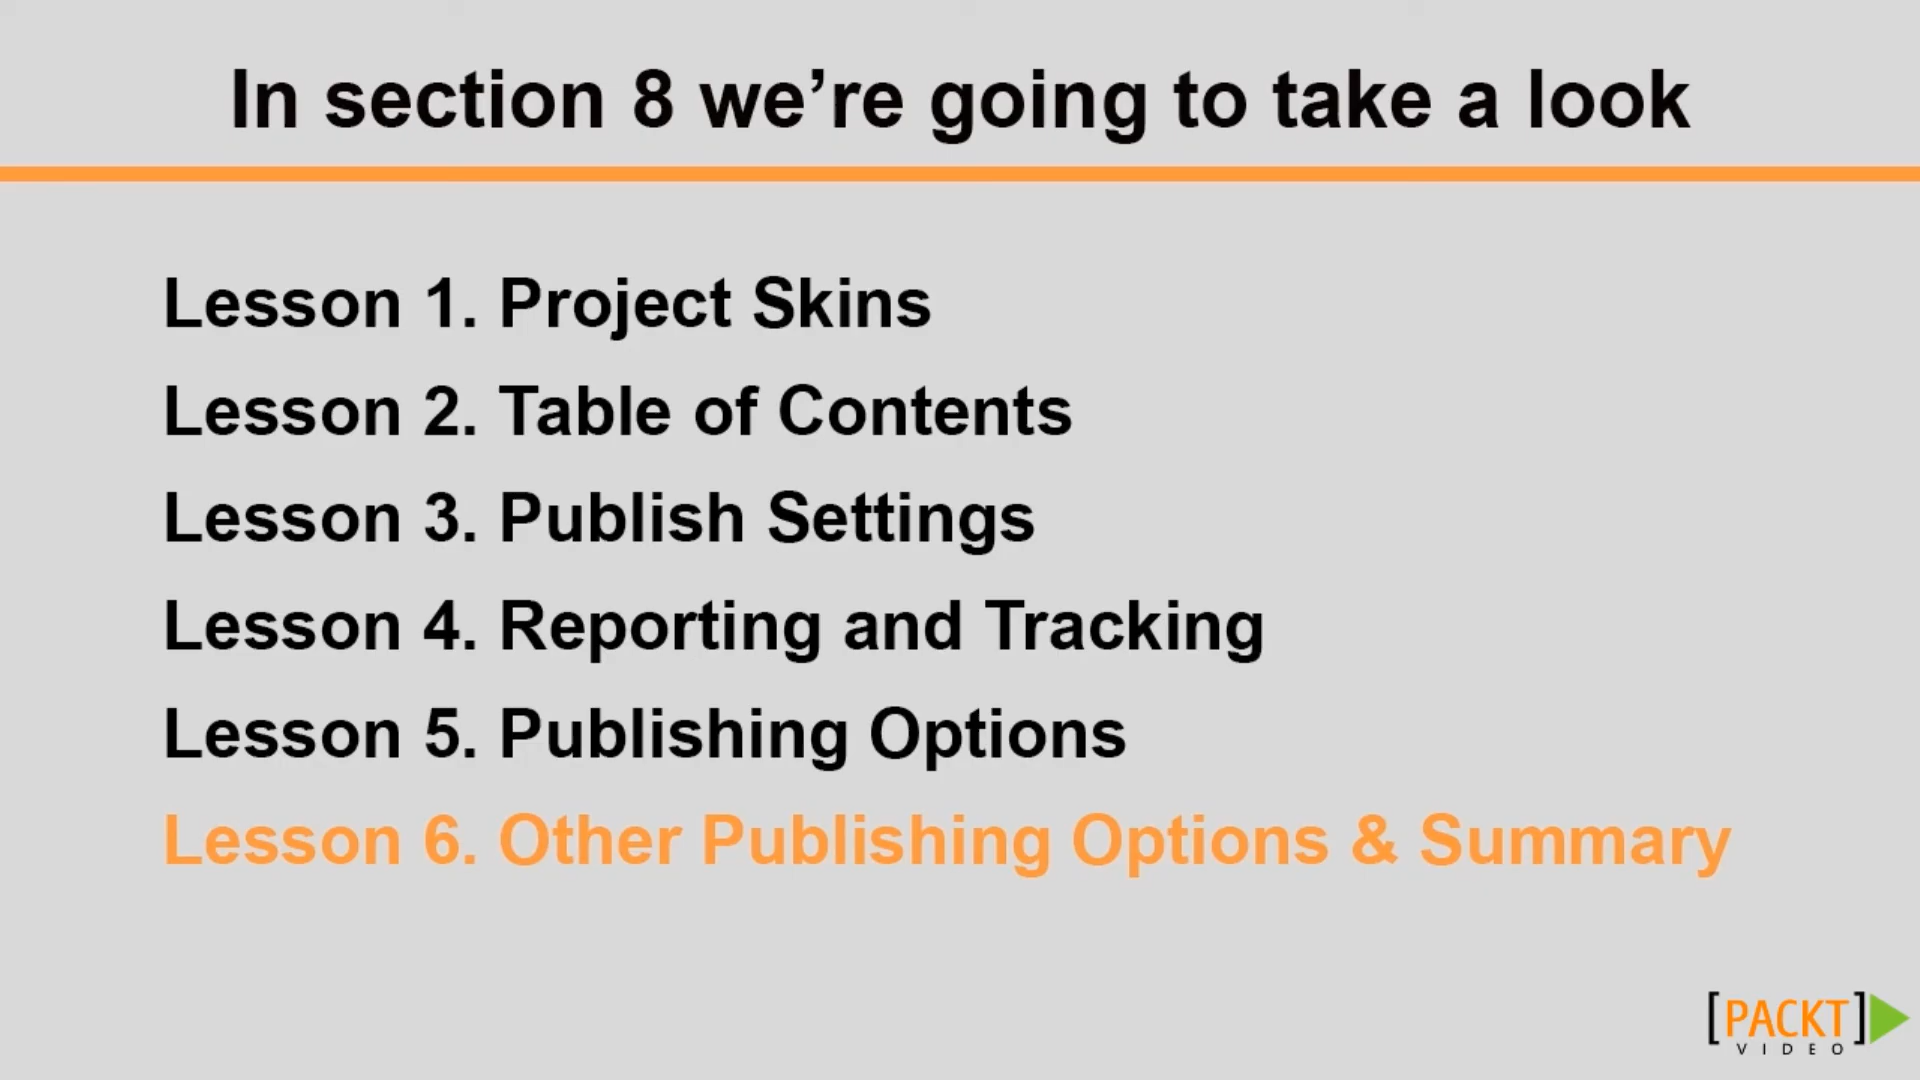 In section 8 we’re going to take a look
Lesson 1. Project Skins
Lesson 2. Table of Contents
Lesson 3. Publish Settings
Lesson 4. Reporting and Tracking
Lesson 5. Publishing Options
Lesson 6. Other Publishing Options & Summary
[PACKT]
VIDEO